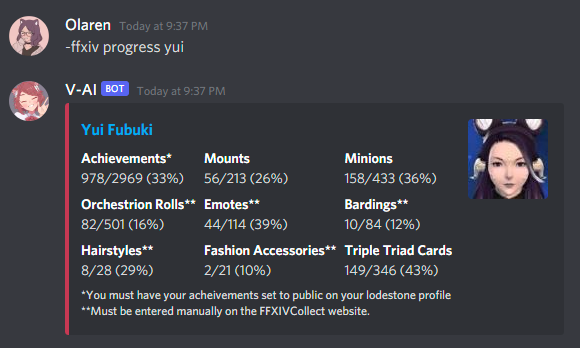 Olaren Today at 9:37 PM
-ffxiv progress yui
V-AI BOT Today at 9:37 PM
Yui Fubuki
Achievements* Mounts Minions
978/2969 (33%) 56/213 (26%) 158/433 (36%)
Orchestrion Rolls** Emotes** Bardings**
82/501 (16%) 44/114 (39%) 10/84 (12%)
Hairstyles** Fashion Accessories** Triple Triad Cards
8/28 (29%) 2/21 (10%) 149/346 (43%)
*You must have your acheivements set to public on your lodestone profile
**Must be entered manually on the FFXIVCollect website.